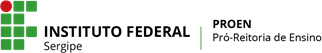 INSTITUTO FEDERAL
Sergipe
PROEN
Pró-Reitoria de Ensino